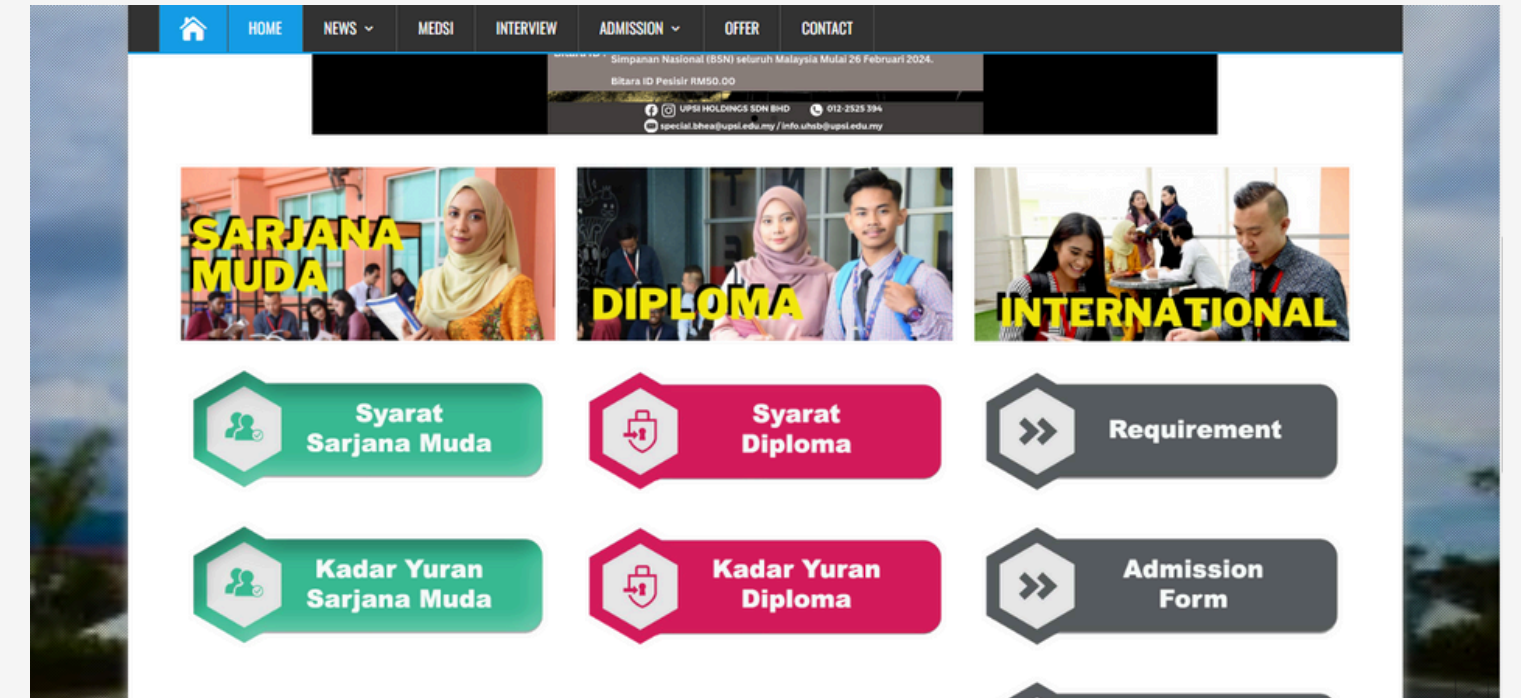 HOME NEWS MEDSI INTERVIEW ADMISSION OFFER CONTACT
Simpanan Nasional (BSN) seluruh Malaysia Mulai 26 Februari 2024.
Bitara ID Pesisir RM50.00
UPSI HOLDINGS SDN BHD 012-2525 394
special.bhea@upsi.edu.my / info.uhsb@upsi.edu.my
SARJANA
MUDA
DIPLOMA
INTERNATIONAL
Syarat
Sarjana Muda
Syarat
Diploma
Requirement
Kadar Yuran
Sarjana Muda
Kadar Yuran
Diploma
Admission
Form